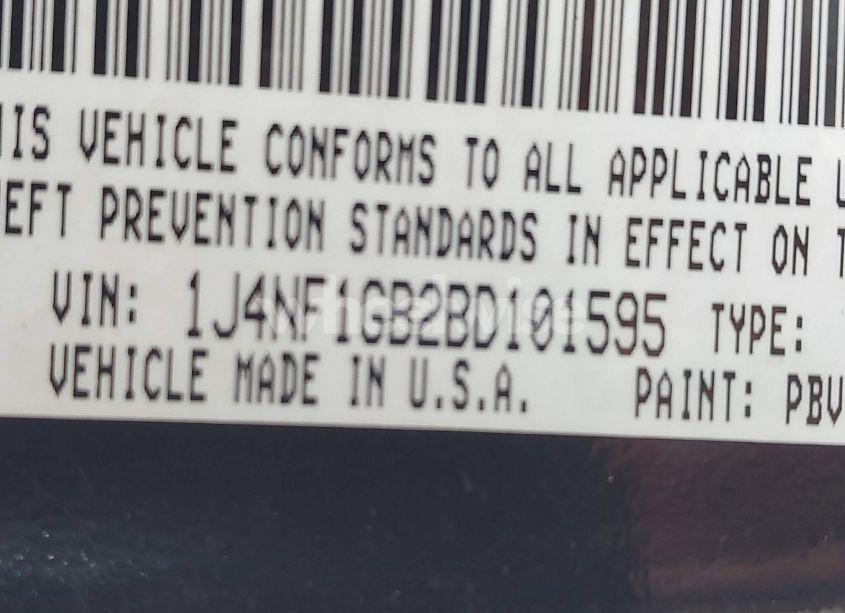 IS VEHICLE CONFORMS TO ALL APPLICABLE U
EFT PREVENTION STANDARDS IN EFFECT ON T
VIN: 1J4NF1GB2BD101595 TYPE:
VEHICLE MADE IN U.S.A. PAINT: PBV
wheelwise